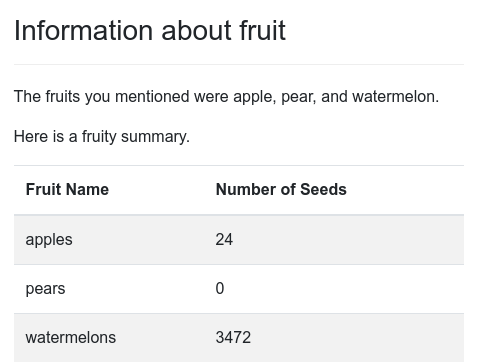 Information about fruit
The fruits you mentioned were apple, pear, and watermelon.
Here is a fruity summary.
Fruit Name Number of Seeds
apples 24
pears 0
watermelons 3472